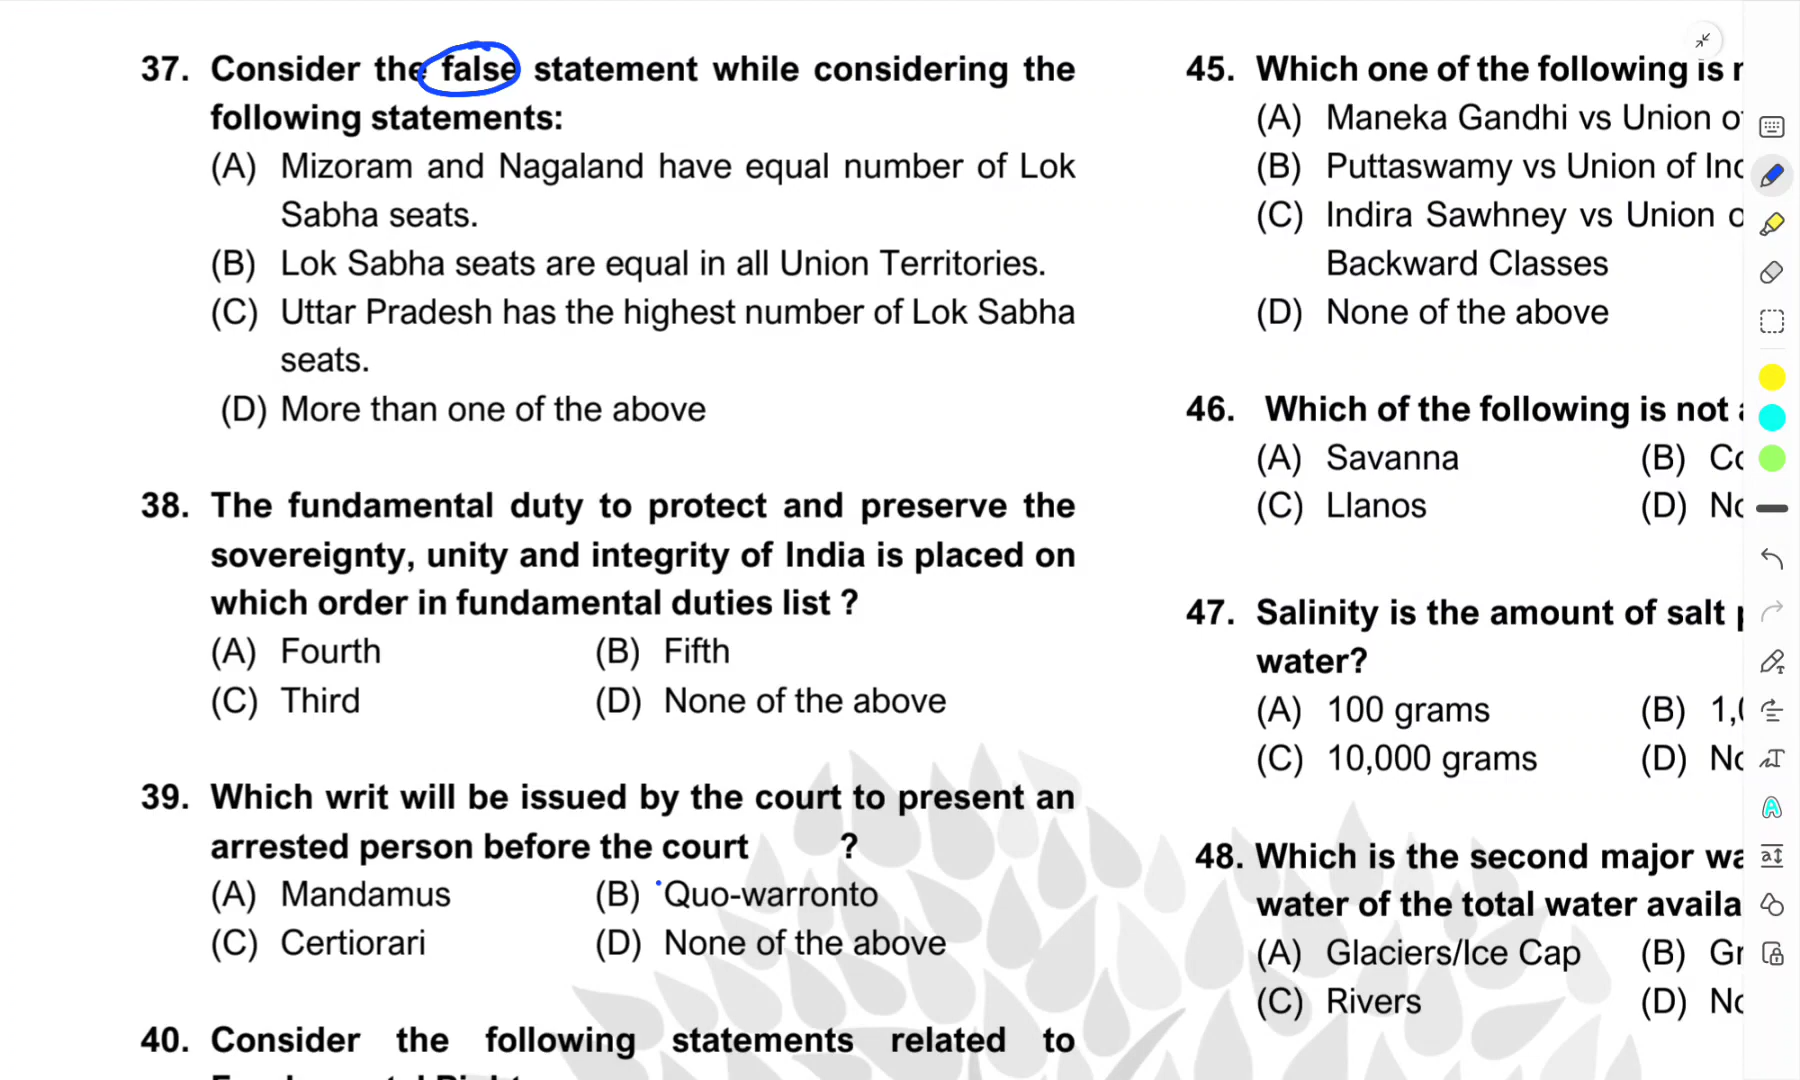 37. Consider the false statement while considering the
following statements:
(A) Mizoram and Nagaland have equal number of Lok
Sabha seats.
(B) Lok Sabha seats are equal in all Union Territories.
(C) Uttar Pradesh has the highest number of Lok Sabha
seats.
(D) More than one of the above
38. The fundamental duty to protect and preserve the
sovereignty, unity and integrity of India is placed on
which order in fundamental duties list ?
(A) Fourth (B) Fifth
(C) Third (D) None of the above
39. Which writ will be issued by the court to present an
arrested person before the court ?
(A) Mandamus (B) Quo-warronto
(C) Certiorari (D) None of the above
40. Consider the following statements related to
45. Which one of the following is
(A) Maneka Gandhi vs Union
(B) Puttaswamy vs Union of
(C) Indira Sawhney vs Union
Backward Classes
(D) None of the above
46. Which of the following is not
(A) Savanna (B)
(C) Llanos (D)
47. Salinity is the amount of salt
water?
(A) 100 grams (B)
(C) 10,000 grams (D)
48. Which is the second major
water of the total water
(A) Glaciers/Ice Cap (B)
(C) Rivers (D)